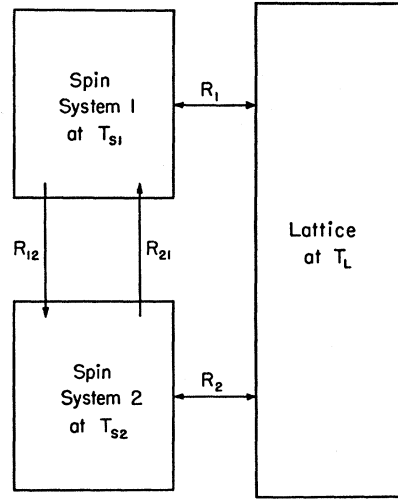 Spin
System 1
at T_S1
R_1
Lattice
at T_L
R_12
R_21
Spin
System 2
at T_S2
R_2